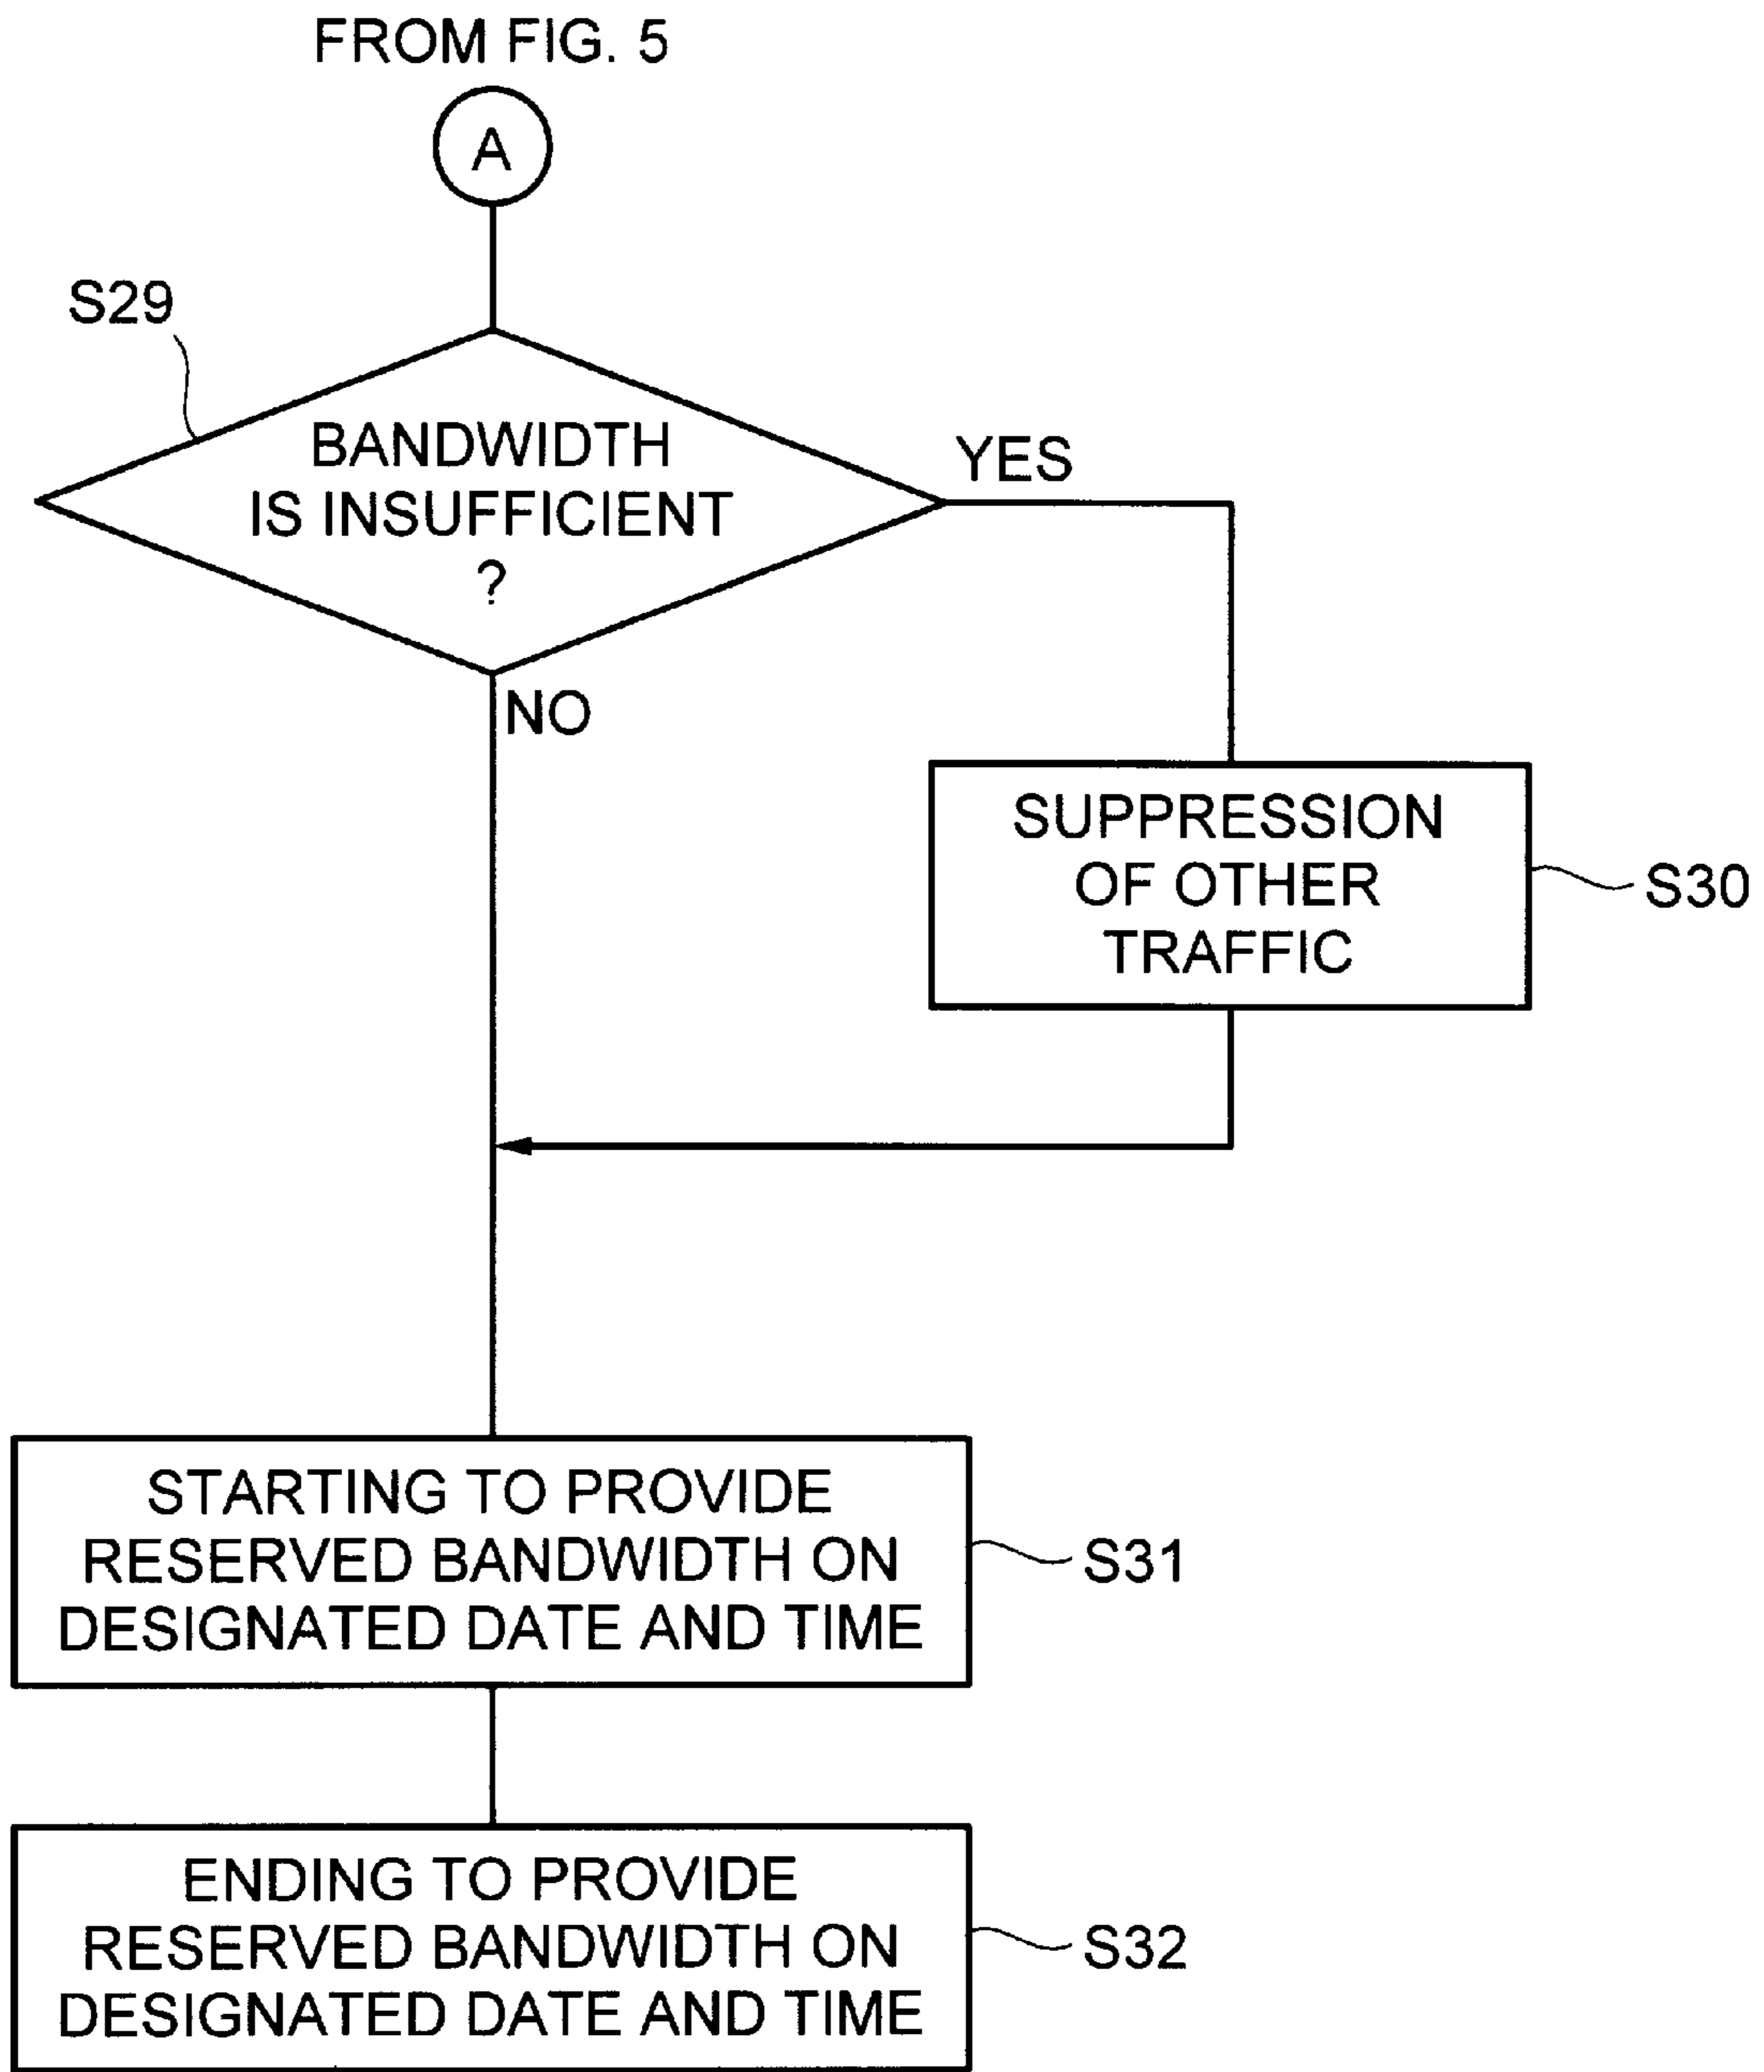 FROM FIG. 5
A
S29
BANDWIDTH
IS INSUFFICIENT
?
YES
NO
SUPPRESSION
OF OTHER
TRAFFIC
S30
STARTING TO PROVIDE
RESERVED BANDWIDTH ON
DESIGNATED DATE AND TIME
S31
ENDING TO PROVIDE
RESERVED BANDWIDTH ON
DESIGNATED DATE AND TIME
S32